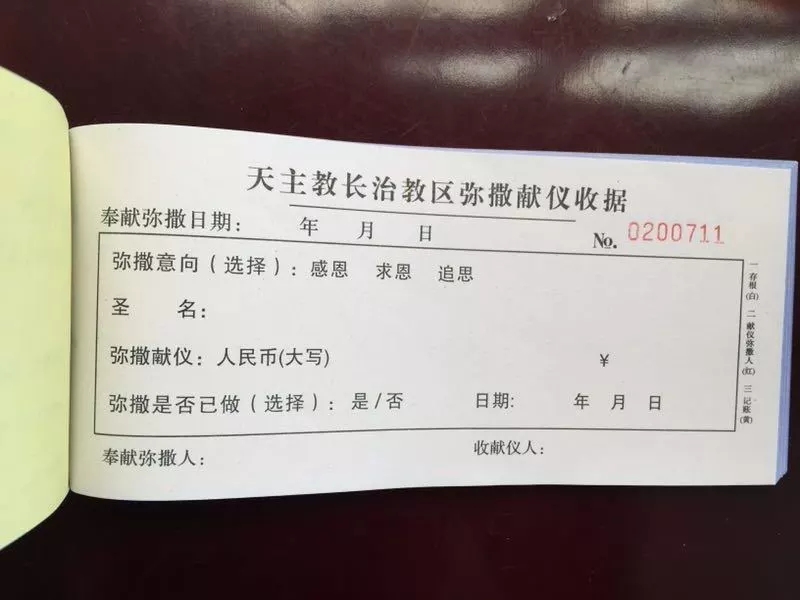 天主教长治教区弥撒献仪收据
奉献弥撒日期： 年 月 日
№. 0200711
弥撒意向（选择）：感恩 求恩 追思
圣 名：
弥撒献仪：人民币(大写) ¥
弥撒是否已做（选择）：是/否 日期: 年 月 日
奉献弥撒人： 收献仪人：
一存根(白) 二献仪弥撒人(红) 三记账(黄)